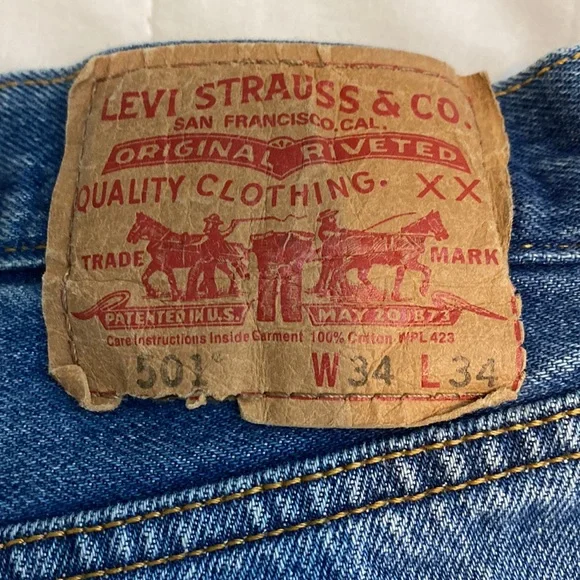 LEVI STRAUSS & CO.
SAN FRANCISCO, CAL.
ORIGINAL RIVETED
QUALITY CLOTHING. XX
TRADE MARK
PATENTED IN U.S. MAY 20 1873
Care Instructions Inside Garment 100% Cotton WPL 423
501® W 34 L 34